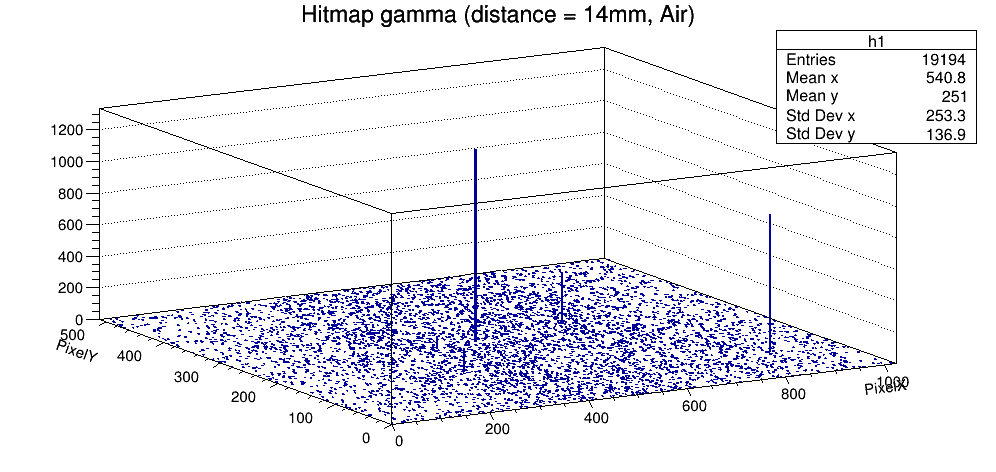 Hitmap gamma (distance = 14mm, Air)
h1
Entries 19194
Mean x 540.8
Mean y 251
Std Dev x 253.3
Std Dev y 136.9
1200
1000
800
600
400
200
0
500
PixelY
400
300
200
100
0
0
200
400
600
800
1000
PixelX